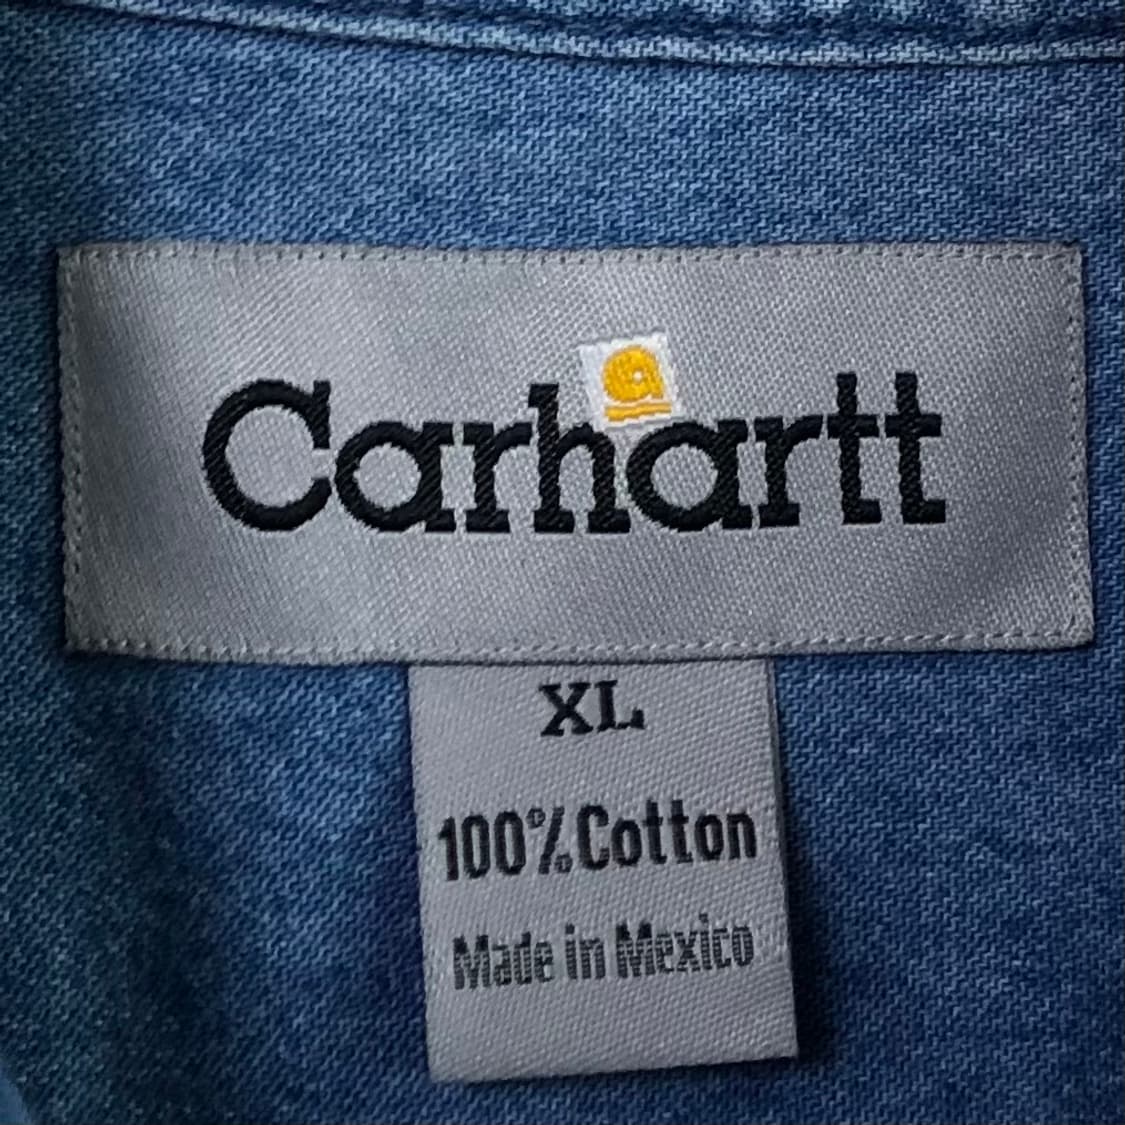 Carhartt
XL
100% Cotton
Made in Mexico